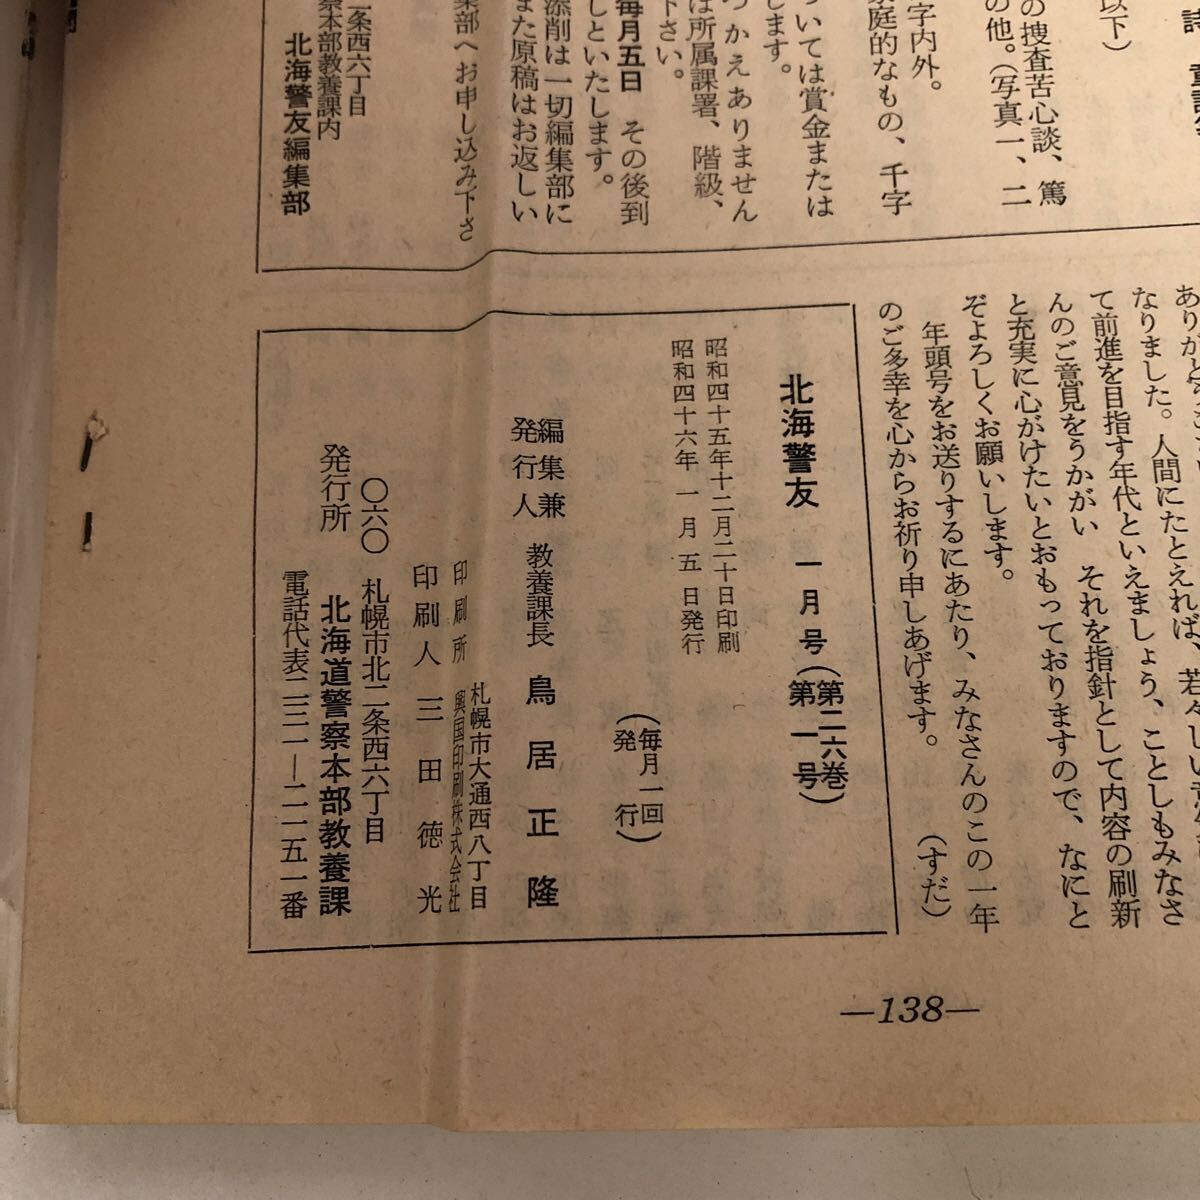 以下)
の捜査苦心談、篤
の他。(写真一、二
字内外。
家庭的なもの、千字
ついては賞金または
します。
つかえありません
は所属課署、階級、
下さい。
毎月五日 その後到
しといたします。
添削は一切編集部に
また原稿はお返しい
集部へお申し込み下さ
二条西六丁目
察本部教養課内
北海警友編集部
なりました。人間にたとえれば、若々しい
て前進を目指す年代といえましょう、ことしもみなさ
んのご意見をうかがい それを指針として内容の刷新
と充実に心がけたいとおもっておりますので、なにと
ぞよろしくお願いします。
年頭号をお送りするにあたり、みなさんのこの一年
のご多幸を心からお祈り申しあげます。 (すだ)
北海警友 一月号(第二六巻
第一号)
昭和四十五年十二月二十日印刷
昭和四十六年 一 月 五 日発行
(毎月一回
発 行)
編集兼
発行人 教養課長 鳥居正隆
札幌市大通西八丁目
印刷所 興国印刷株式会社
印刷人 三田徳光
〇六〇 札幌市北二条西六丁目
発行所 北海道警察本部教養課
電話代表二三一―二一五一番
―138―